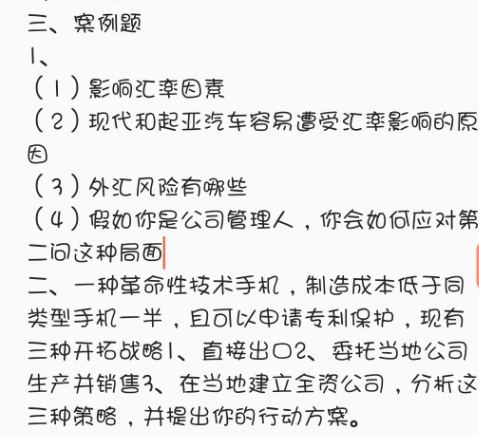 三、案例题
1、
（1）影响汇率因素
（2）现代和起亚汽车容易遭受汇率影响的原
因
（3）外汇风险有哪些
（4）假如你是公司管理人，你会如何应对第
二问这种局面
二、一种革命性技术手机，制造成本低于同
类型手机一半，且可以申请专利保护，现有
三种开拓战略1、直接出口2、委托当地公司
生产并销售3、在当地建立全资公司，分析这
三种策略，并提出你的行动方案。